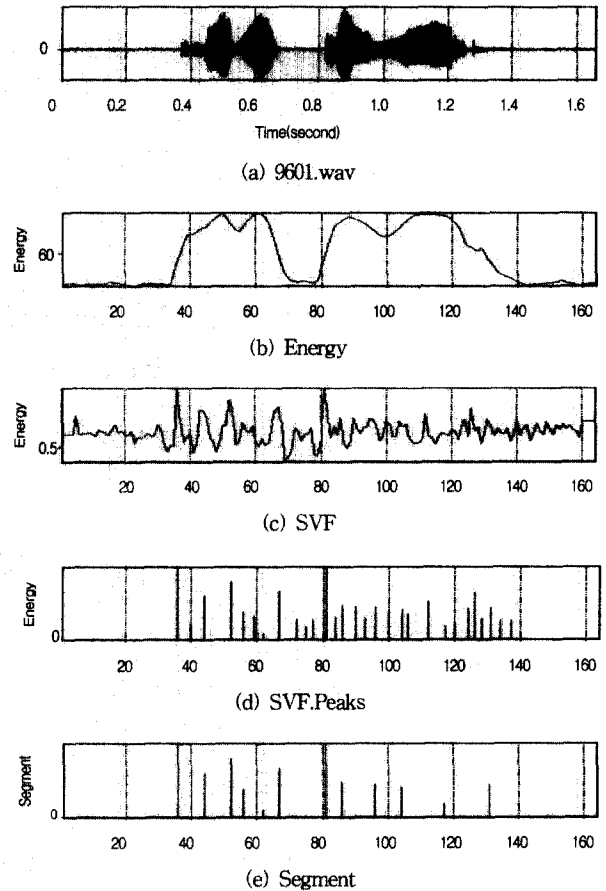 0
0 0.2 0.4 0.6 0.8 1.0 1.2 1.4 1.6
Time(second)
(a) 9601.wav
Energy
60
20 40 60 80 100 120 140 160
(b) Energy
Energy
0.5
20 40 60 80 100 120 140 160
(c) SVF
Energy
0
20 40 60 80 100 120 140 160
(d) SVF.Peaks
Segment
0
20 40 60 80 100 120 140 160
(e) Segment